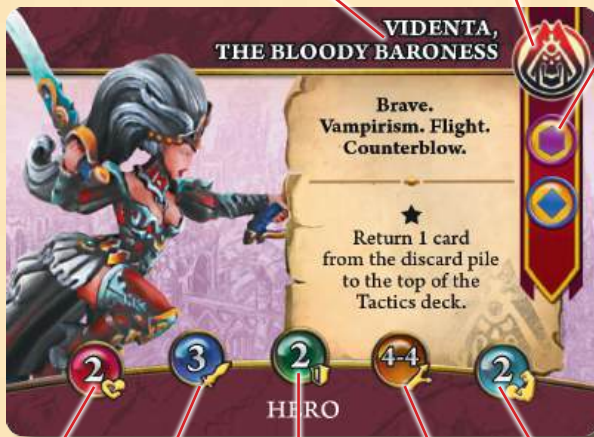 VIDENTA,
THE BLOODY BARONESS
Brave.
Vampirism. Flight.
Counterblow.
★
Return 1 card
from the discard pile
to the top of the
Tactics deck.
2 3 2 4-4 2
HERO